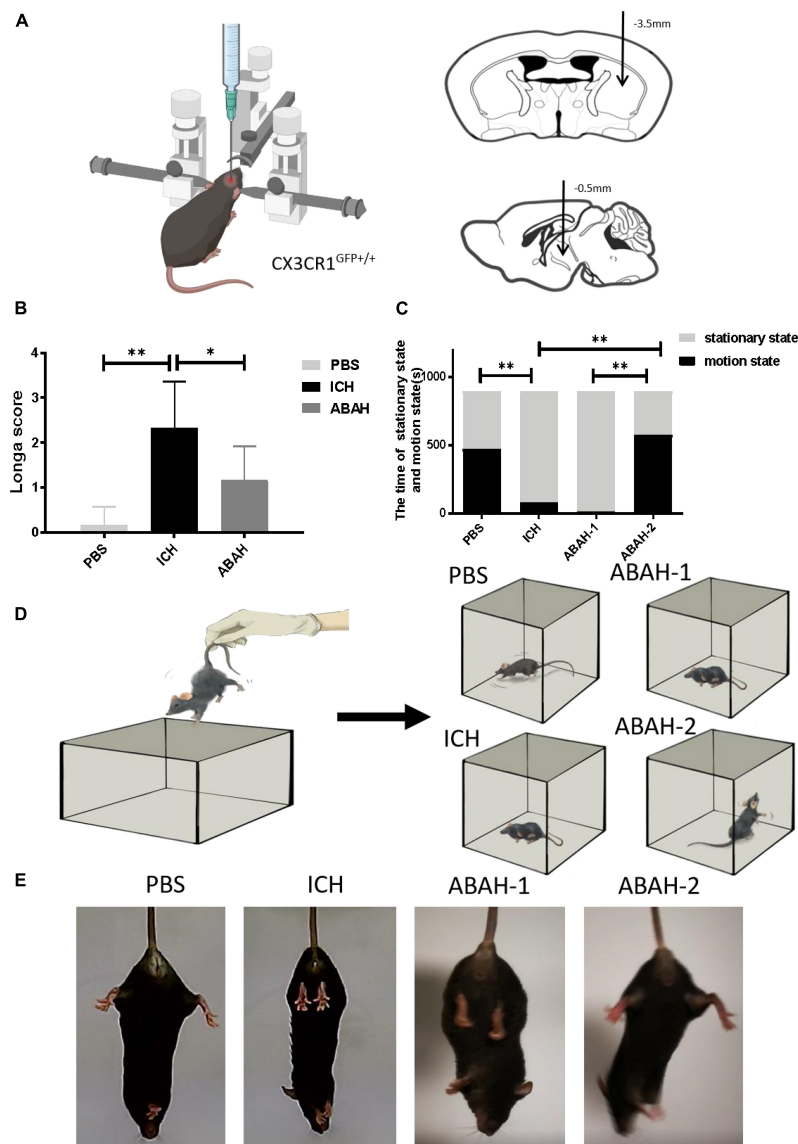 A
-3.5mm
-0.5mm
CX3CR1GFP+/+
B
Longa score
4
3
2
1
0
**
*
PBS
ICH
ABAH
PBS
ICH
ABAH
C
The time of stationary state
and motion state(s)
1000
500
0
**
**
**
stationary state
motion state
PBS
ICH
ABAH-1
ABAH-2
D
PBS
ABAH-1
ICH
ABAH-2
E
PBS
ICH
ABAH-1
ABAH-2